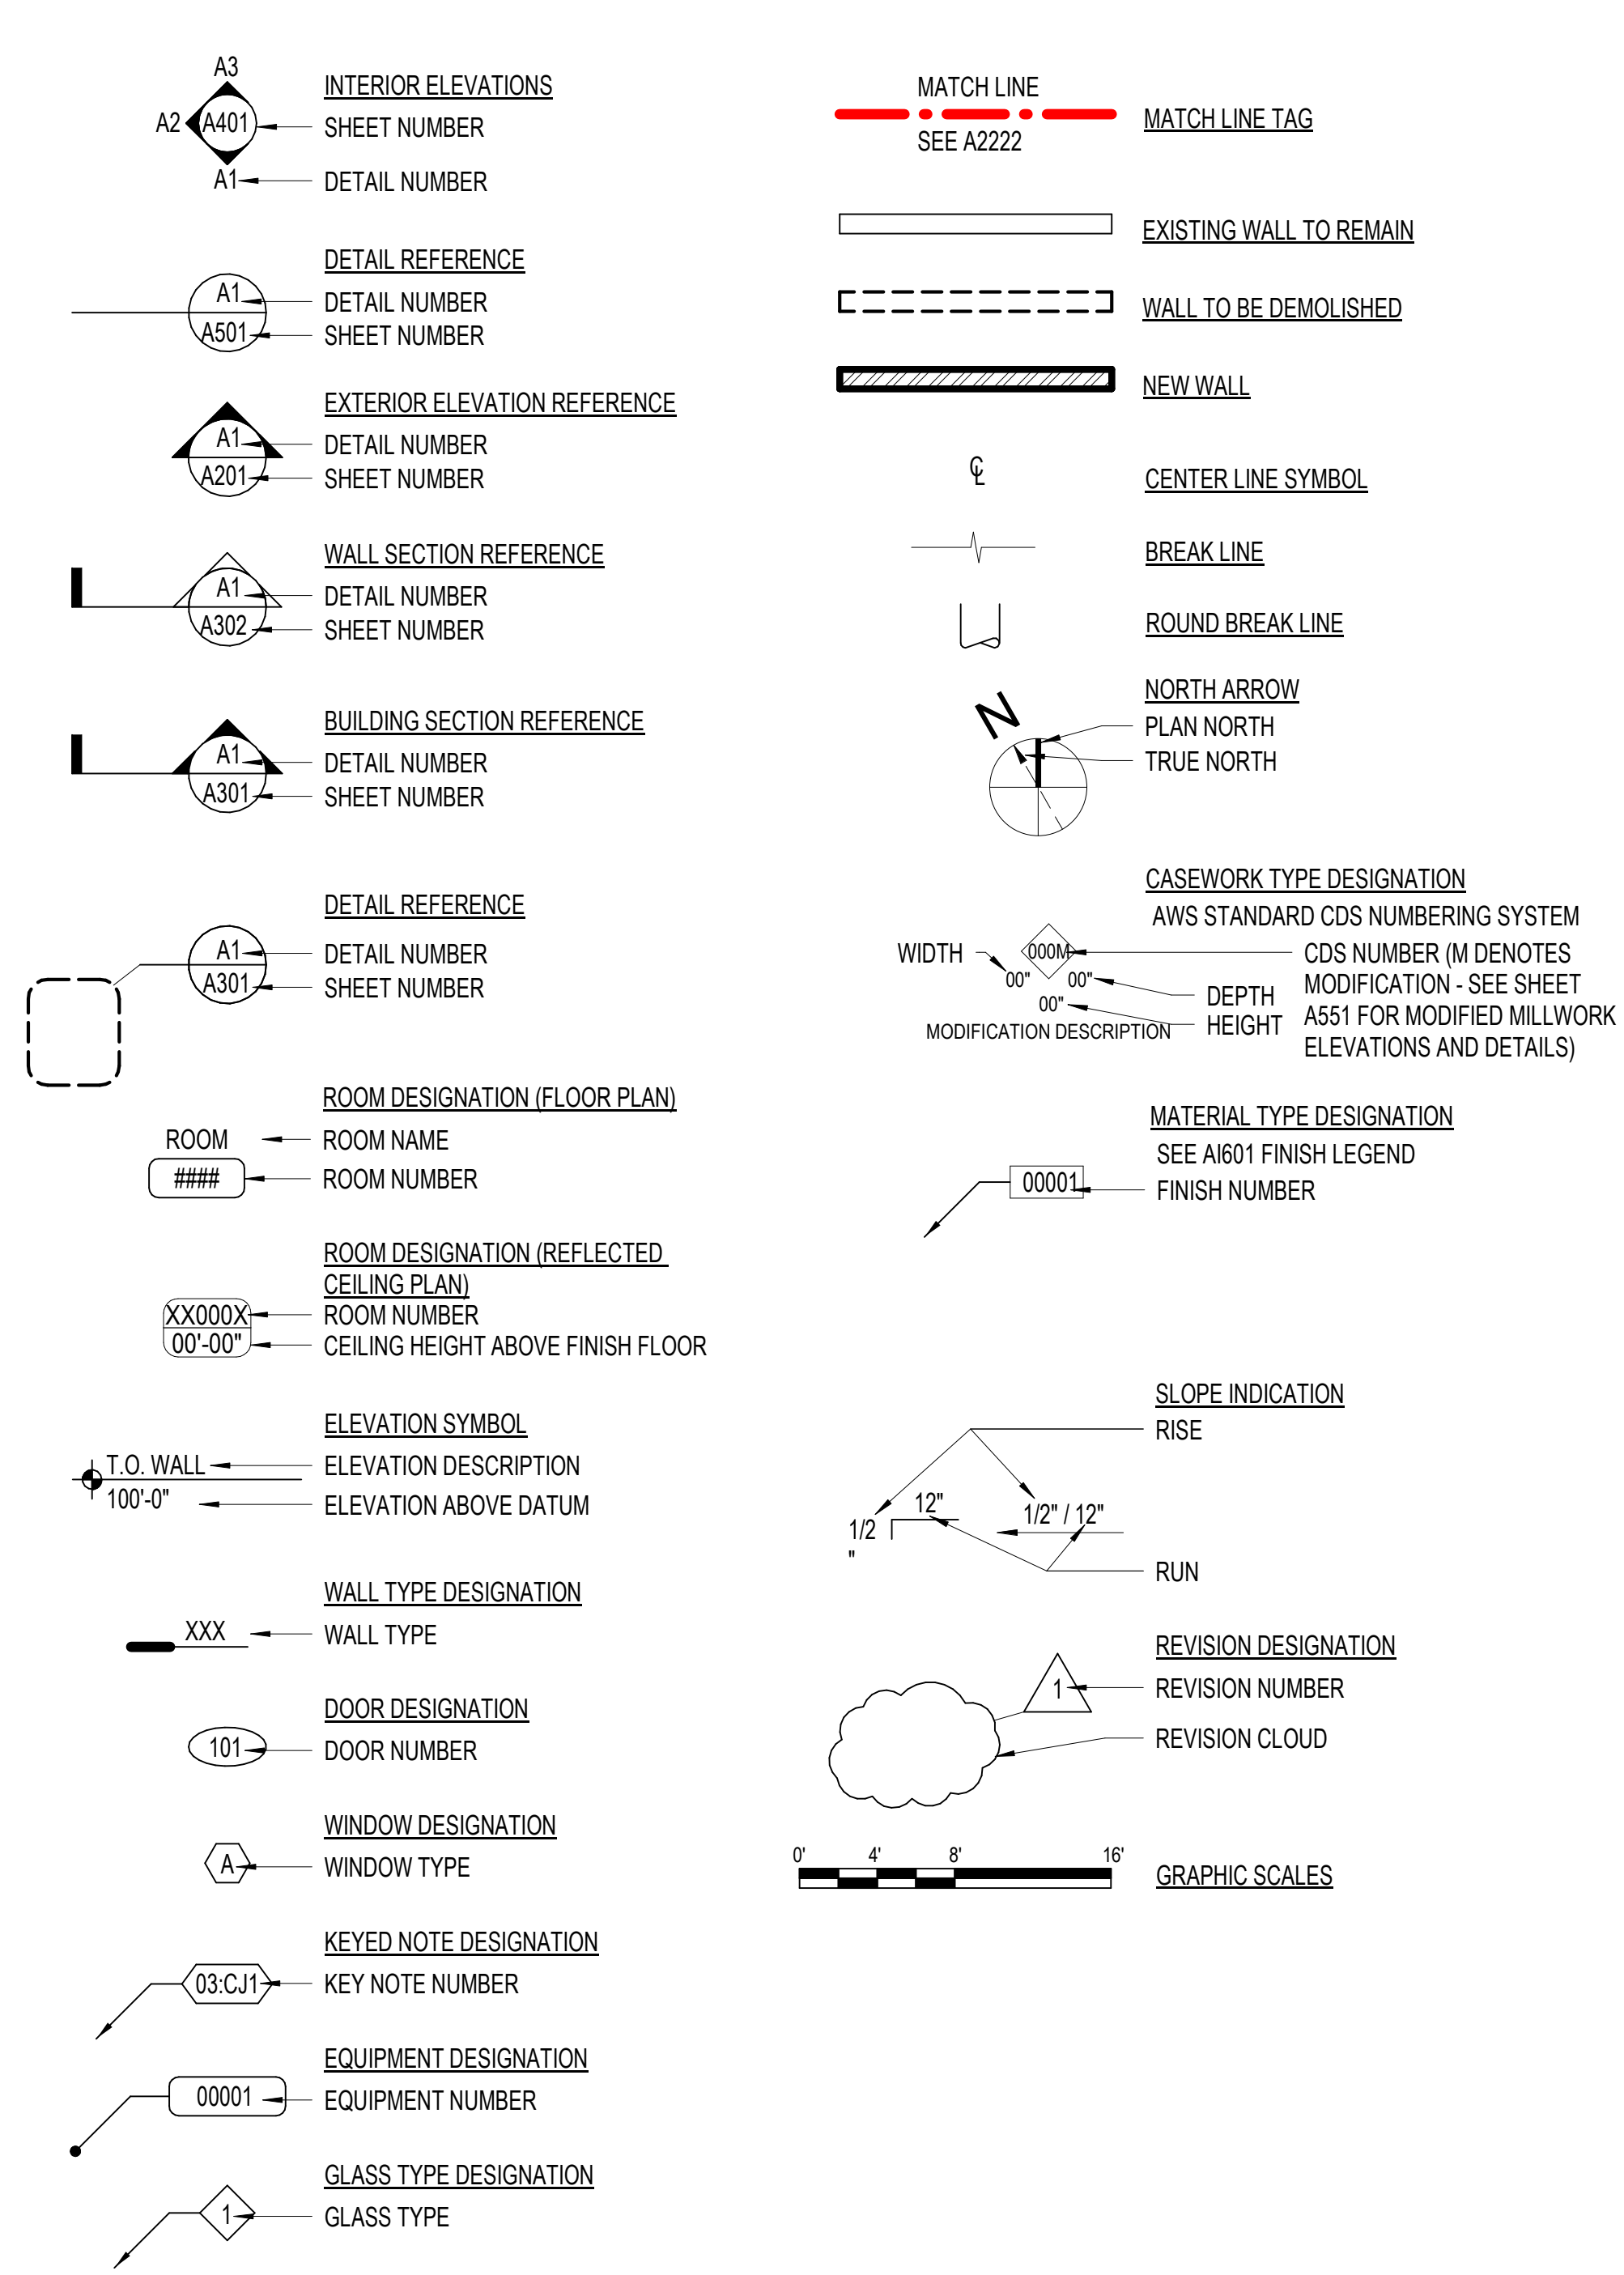 A3
INTERIOR ELEVATIONS
A2 A401 SHEET NUMBER
A1 DETAIL NUMBER
DETAIL REFERENCE
A1 DETAIL NUMBER
A501 SHEET NUMBER
EXTERIOR ELEVATION REFERENCE
A1 DETAIL NUMBER
A201 SHEET NUMBER
WALL SECTION REFERENCE
A1 DETAIL NUMBER
A302 SHEET NUMBER
BUILDING SECTION REFERENCE
A1 DETAIL NUMBER
A301 SHEET NUMBER
DETAIL REFERENCE
A1 DETAIL NUMBER
A301 SHEET NUMBER
ROOM DESIGNATION (FLOOR PLAN)
ROOM ROOM NAME
#### ROOM NUMBER
ROOM DESIGNATION (REFLECTED
CEILING PLAN)
XX000X ROOM NUMBER
00'-00" CEILING HEIGHT ABOVE FINISH FLOOR
ELEVATION SYMBOL
T.O. WALL ELEVATION DESCRIPTION
100'-0" ELEVATION ABOVE DATUM
WALL TYPE DESIGNATION
XXX WALL TYPE
DOOR DESIGNATION
101 DOOR NUMBER
WINDOW DESIGNATION
A WINDOW TYPE
KEYED NOTE DESIGNATION
03:CJ1 KEY NOTE NUMBER
EQUIPMENT DESIGNATION
00001 EQUIPMENT NUMBER
GLASS TYPE DESIGNATION
1 GLASS TYPE
MATCH LINE
MATCH LINE TAG
SEE A2222
EXISTING WALL TO REMAIN
WALL TO BE DEMOLISHED
NEW WALL
℄ CENTER LINE SYMBOL
BREAK LINE
ROUND BREAK LINE
NORTH ARROW
N PLAN NORTH
TRUE NORTH
CASEWORK TYPE DESIGNATION
AWS STANDARD CDS NUMBERING SYSTEM
WIDTH 000M CDS NUMBER (M DENOTES
00" 00" MODIFICATION - SEE SHEET
00" DEPTH
HEIGHT A551 FOR MODIFIED MILLWORK
MODIFICATION DESCRIPTION
ELEVATIONS AND DETAILS)
MATERIAL TYPE DESIGNATION
SEE AI601 FINISH LEGEND
00001 FINISH NUMBER
SLOPE INDICATION
RISE
12" 1/2" / 12"
1/2
"
RUN
REVISION DESIGNATION
1 REVISION NUMBER
REVISION CLOUD
0' 4' 8' 16'
GRAPHIC SCALES